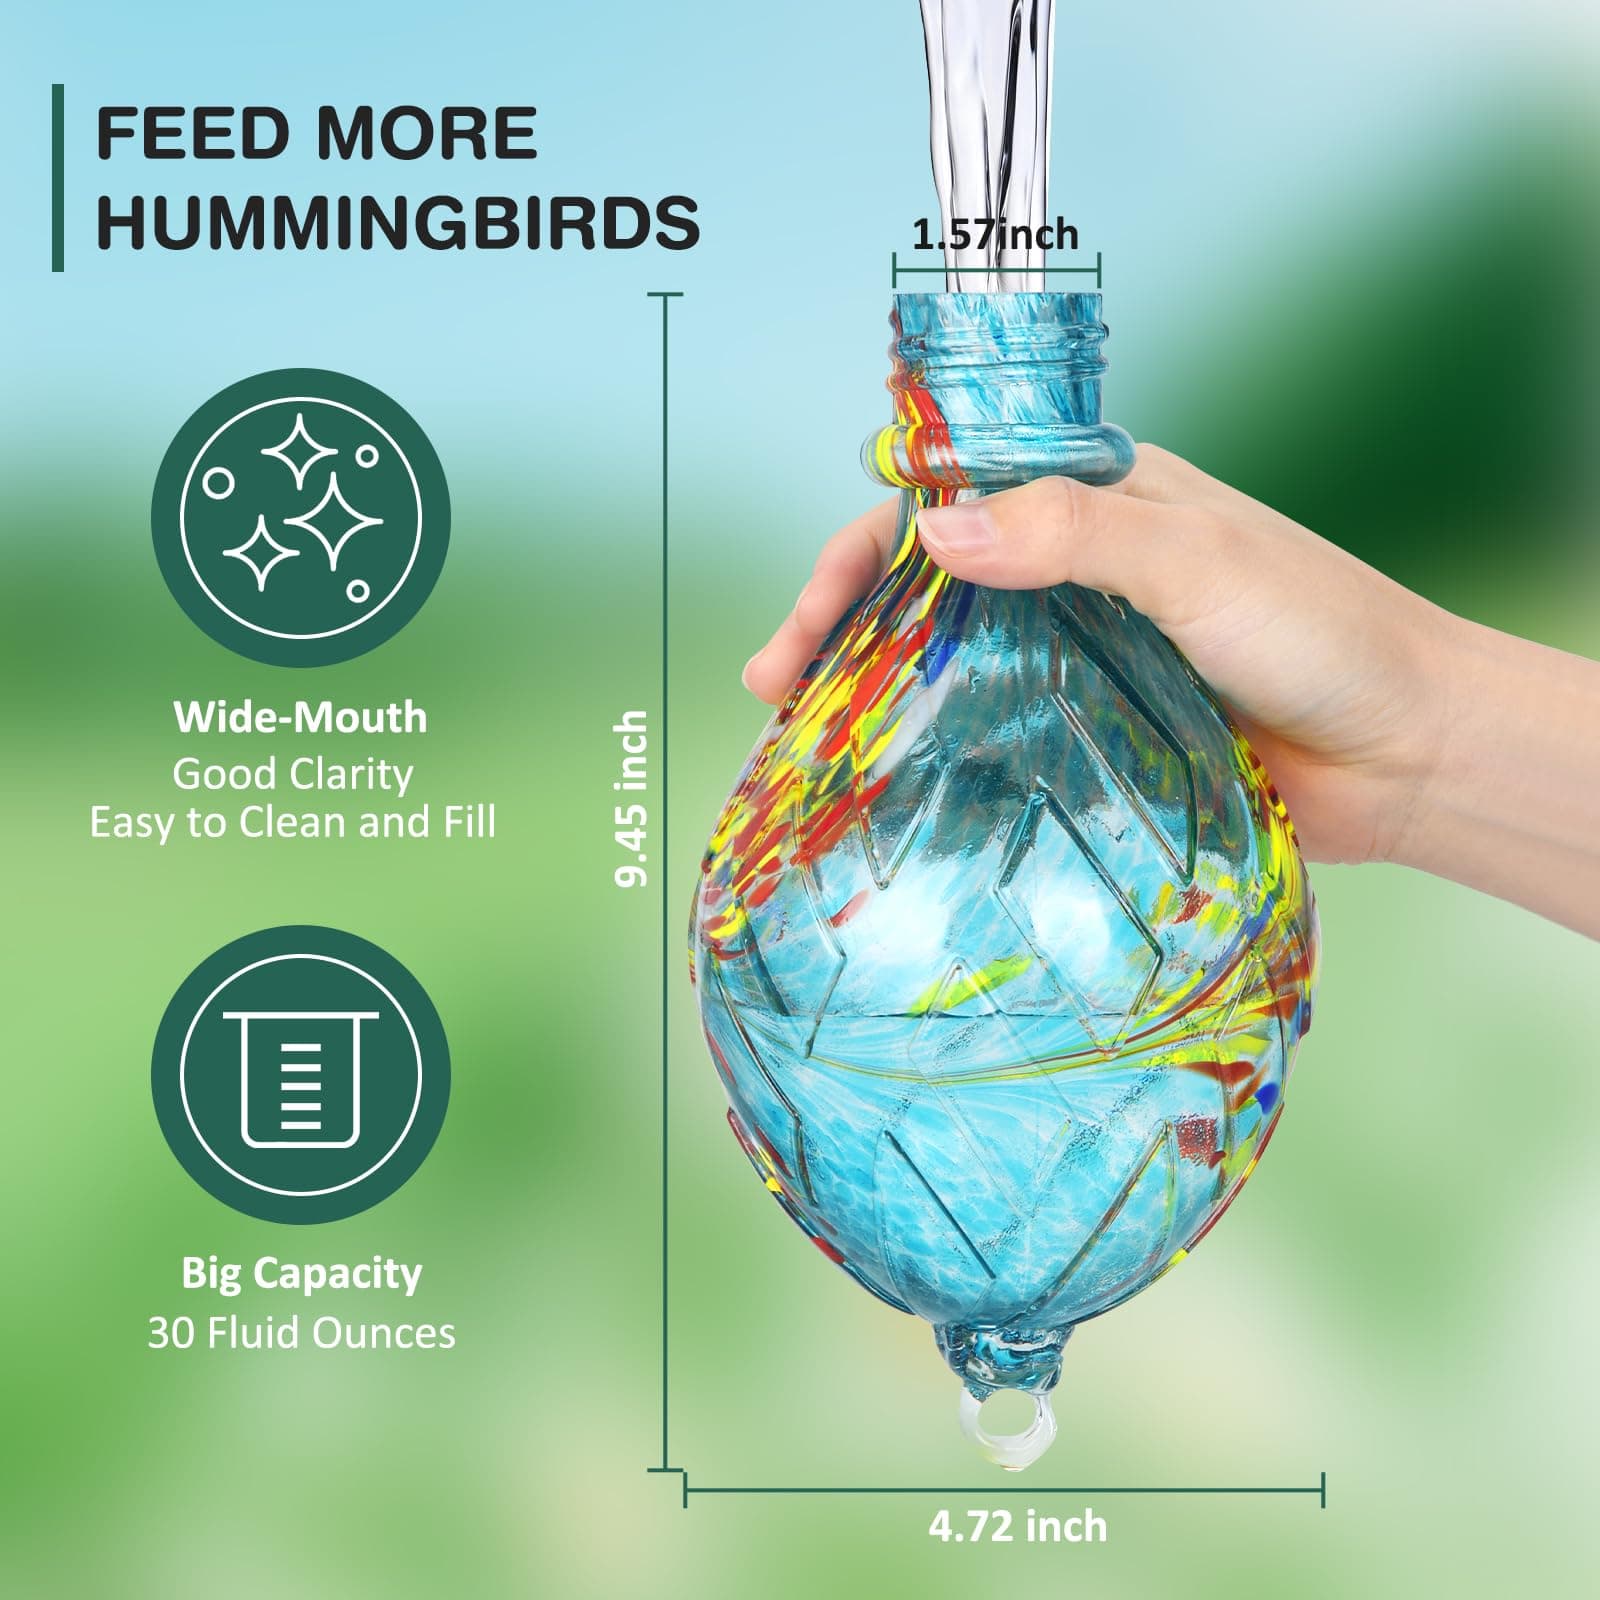 FEED MORE
HUMMINGBIRDS
1.57inch
Wide-Mouth
Good Clarity
Easy to Clean and Fill
9.45 inch
Big Capacity
30 Fluid Ounces
4.72 inch